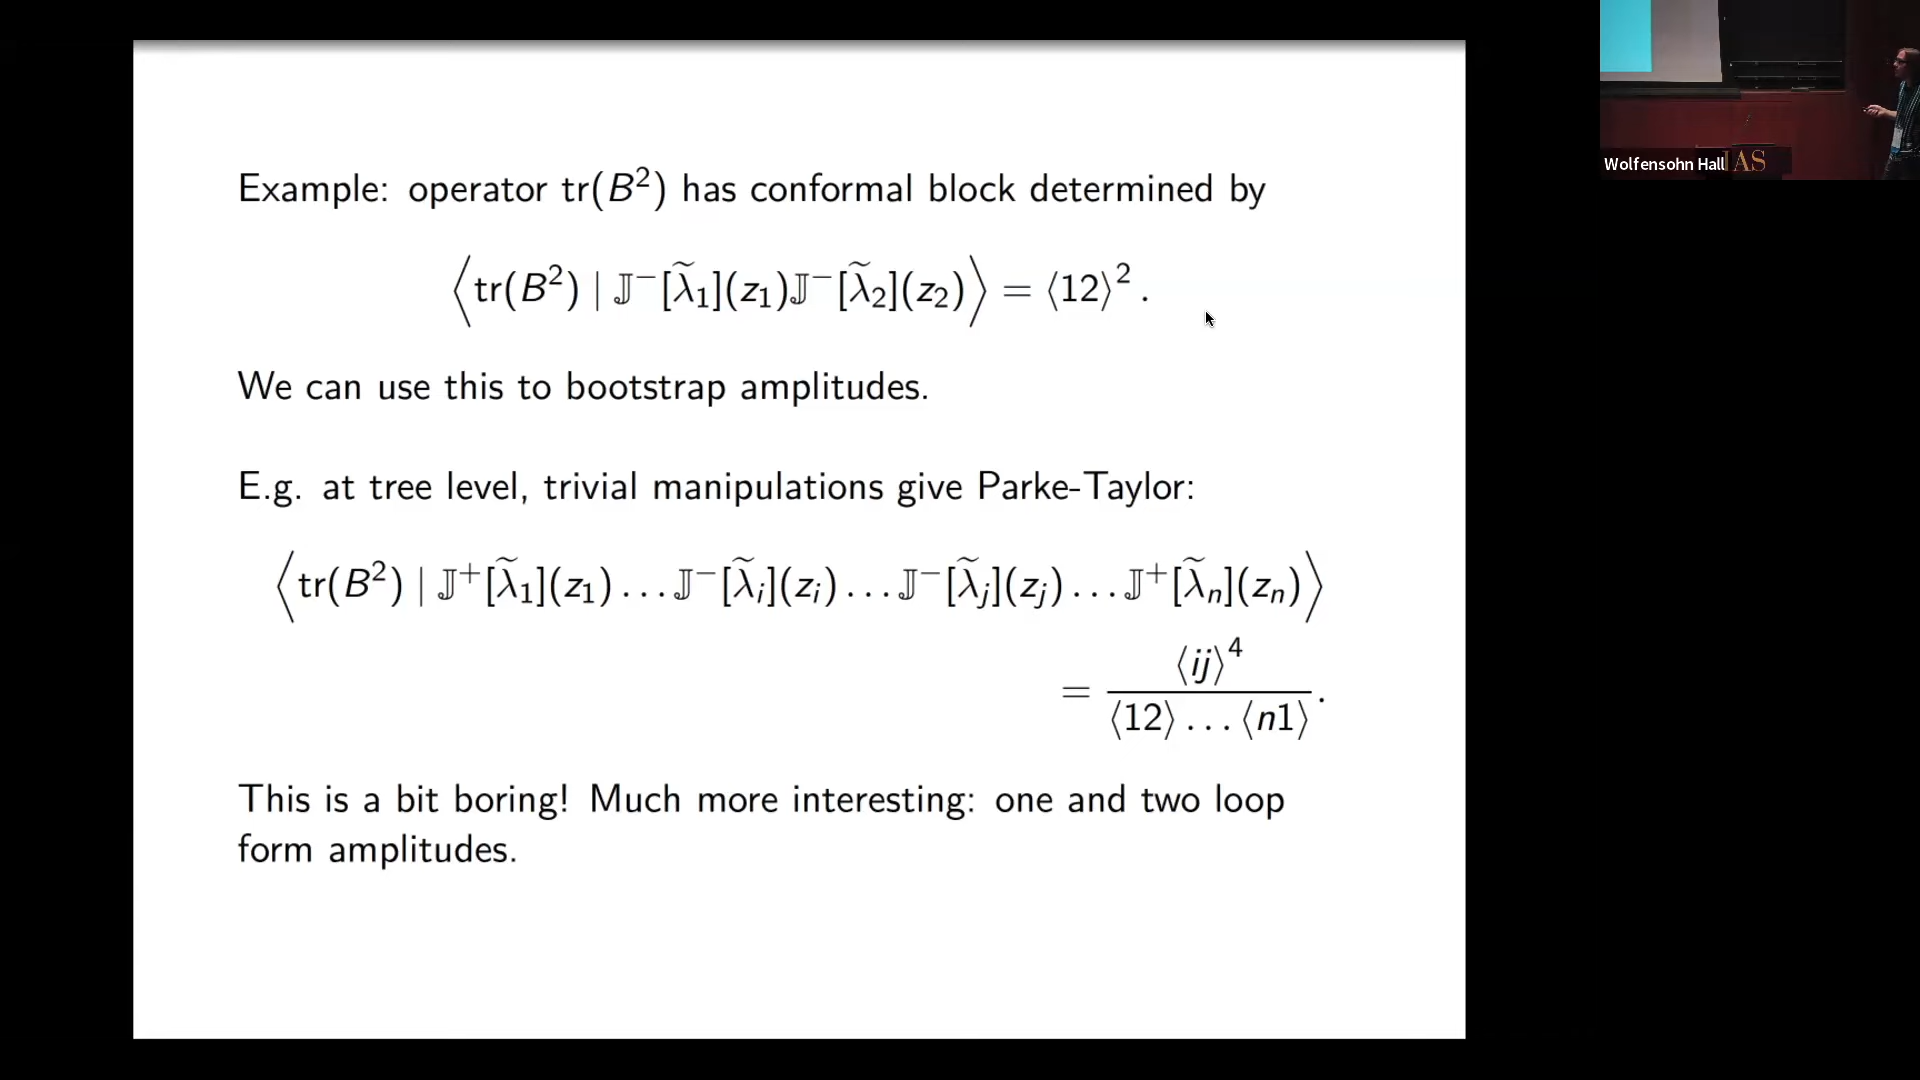 Example: operator tr(B²) has conformal block determined by
⟨tr(B²) | 𝕁⁻[λ̃₁](z₁)𝕁⁻[λ̃₂](z₂)⟩ = ⟨12⟩².
We can use this to bootstrap amplitudes.
E.g. at tree level, trivial manipulations give Parke-Taylor:
⟨tr(B²) | 𝕁⁺[λ̃₁](z₁) ... 𝕁⁻[λ̃ᵢ](zᵢ) ... 𝕁⁻[λ̃ⱼ](zⱼ) ... 𝕁⁺[λ̃ₙ](zₙ)⟩
= ⟨ij⟩⁴ / ⟨12⟩ ... ⟨n1⟩ .
This is a bit boring! Much more interesting: one and two loop
form amplitudes.
Wolfensohn Hall
IAS